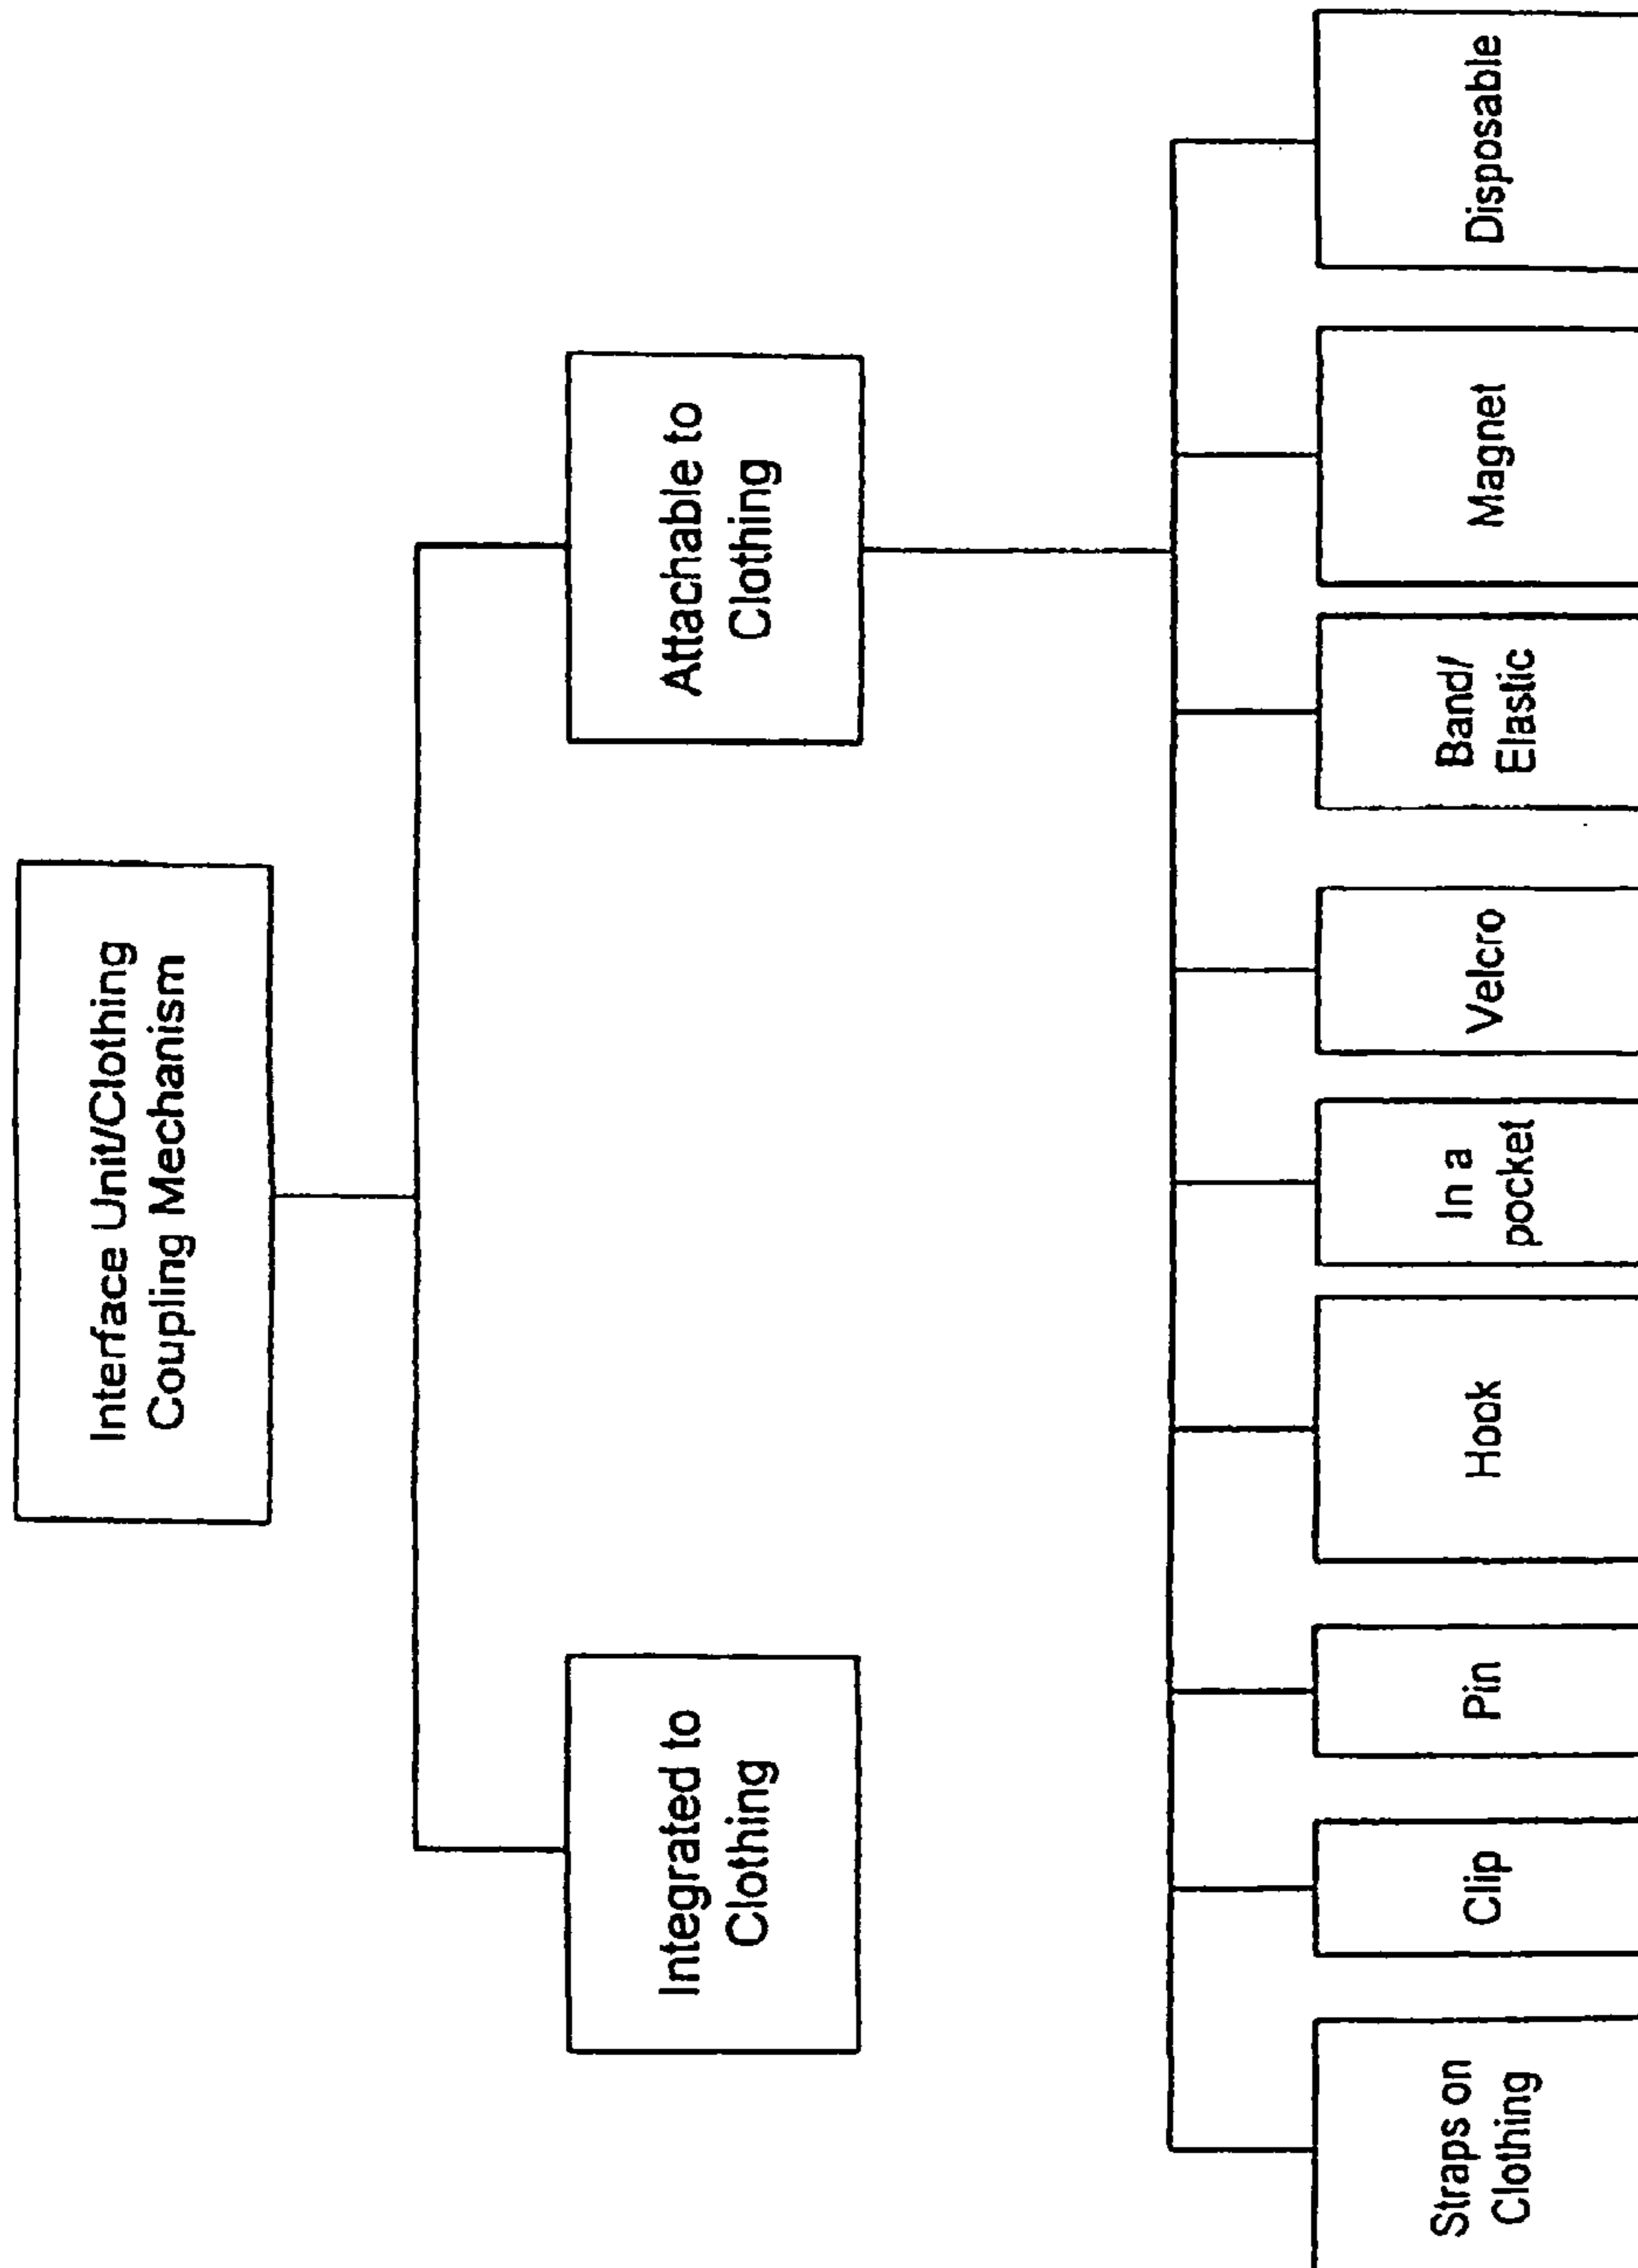 Interface Unit/Clothing
Coupling Mechanism
Integrated to
Clothing
Attachable to
Clothing
Straps on
Clothing
Clip
Pin
Hook
In a
pocket
Velcro
Band/
Elastic
Magnet
Disposable